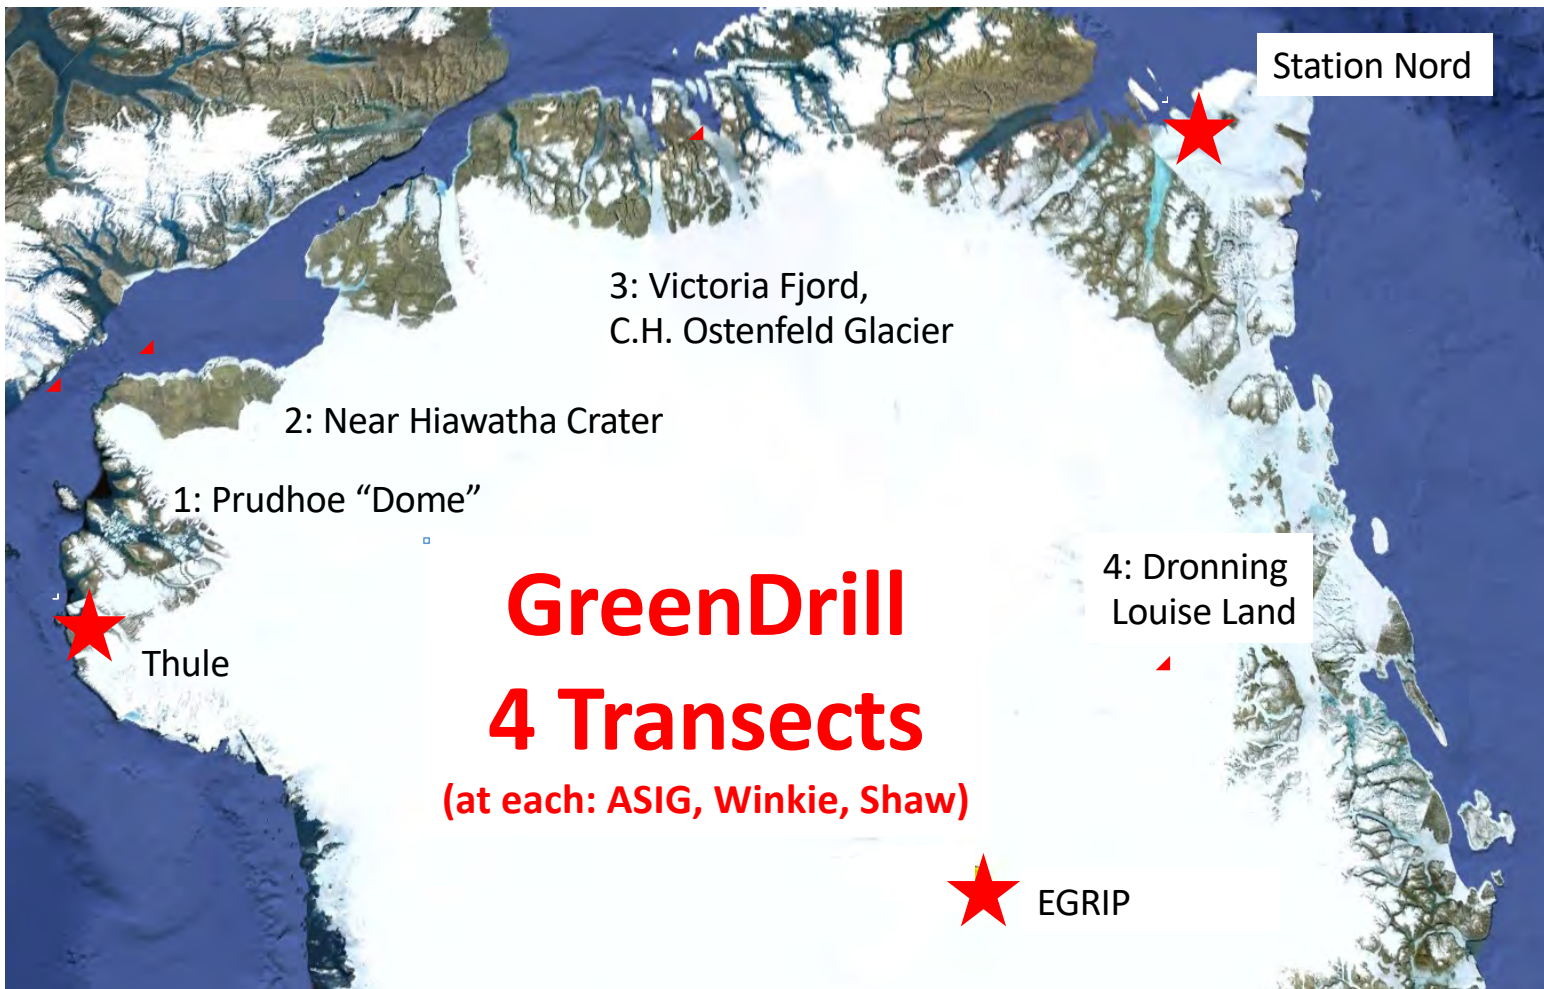 Station Nord
3: Victoria Fjord,
C.H. Ostenfeld Glacier
2: Near Hiawatha Crater
1: Prudhoe “Dome”
4: Dronning
Louise Land
Thule
GreenDrill
4 Transects
(at each: ASIG, Winkie, Shaw)
EGRIP